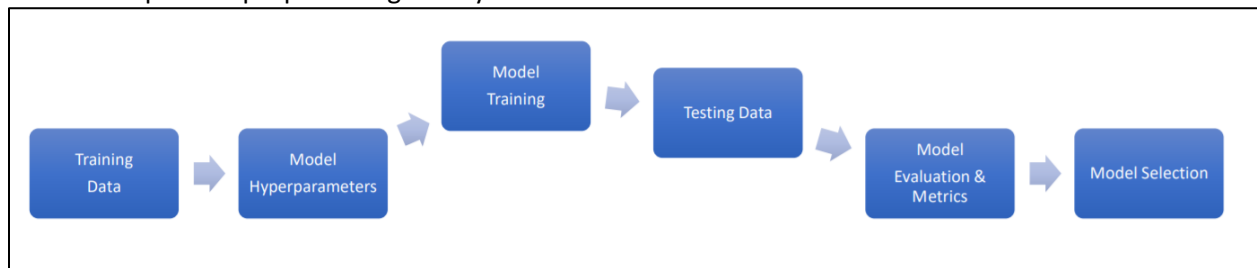 Training
Data
Model
Hyperparameters
Model
Training
Testing Data
Model
Evaluation &
Metrics
Model Selection